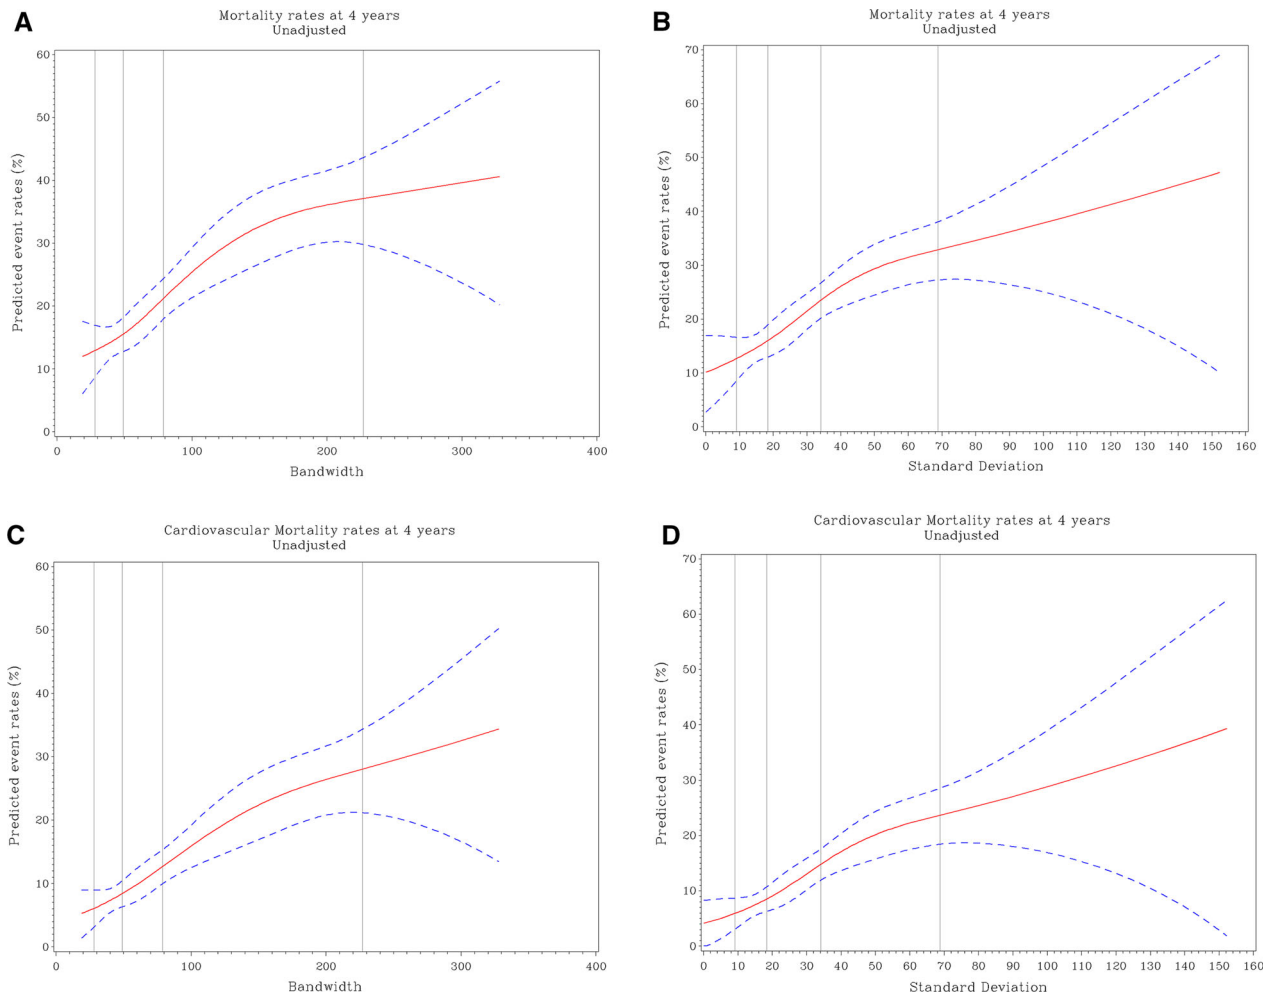 A
Mortality rates at 4 years
Unadjusted
Predicted event rates (%)
60
50
40
30
20
10
0
0 100 200 300 400
Bandwidth
B
Mortality rates at 4 years
Unadjusted
Predicted event rates (%)
70
60
50
40
30
20
10
0
0 10 20 30 40 50 60 70 80 90 100 110 120 130 140 150 160
Standard Deviation
C
Cardiovascular Mortality rates at 4 years
Unadjusted
Predicted event rates (%)
60
50
40
30
20
10
0
0 100 200 300 400
Bandwidth
D
Cardiovascular Mortality rates at 4 years
Unadjusted
Predicted event rates (%)
70
60
50
40
30
20
10
0
0 10 20 30 40 50 60 70 80 90 100 110 120 130 140 150 160
Standard Deviation